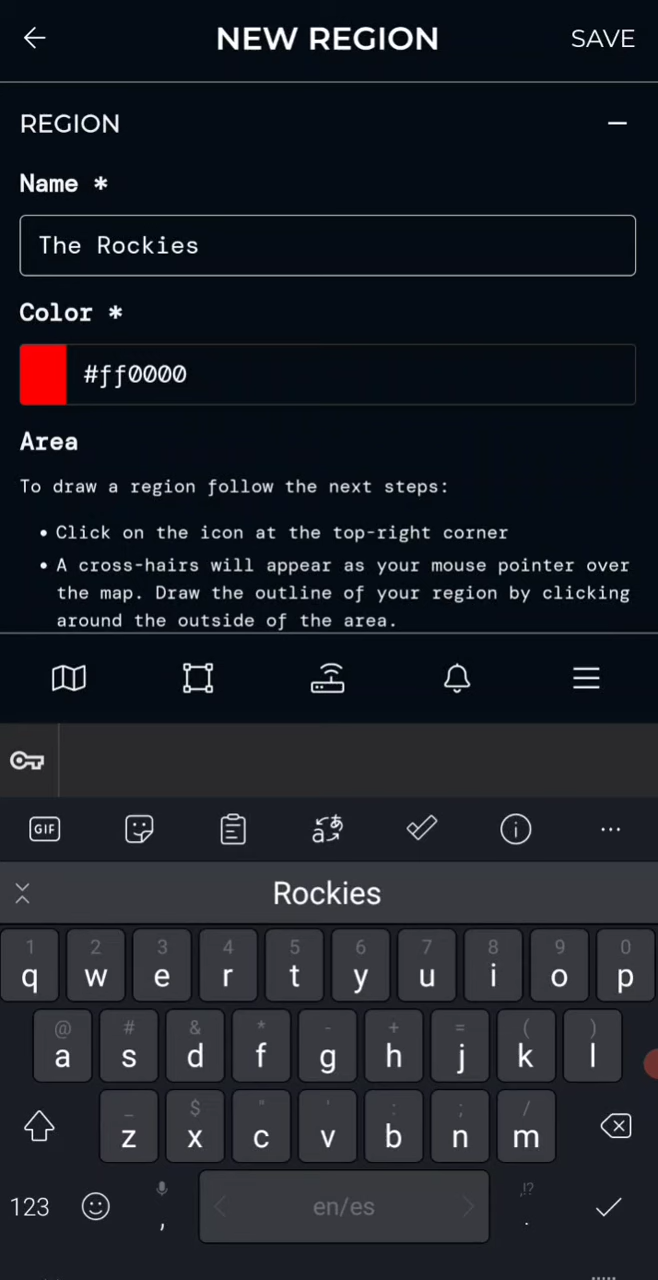 NEW REGION
SAVE
REGION
Name *
The Rockies
Color *
#ff0000
Area
To draw a region follow the next steps:
• Click on the icon at the top-right corner
• A cross-hairs will appear as your mouse pointer over
the map. Draw the outline of your region by clicking
around the outside of the area.
GIF
aあ
Rockies
1 2 3 4 5 6 7 8 9 0
q w e r t y u i o p
@ # & * - + = ( )
a s d f g h j k l
_ $ " ' : ; /
z x c v b n m
123 , en/es ,!? .